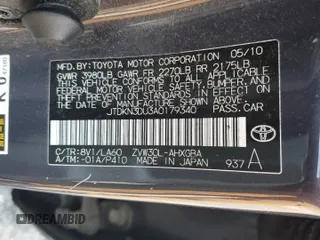 MFD.BY:TOYOTA MOTOR CORPORATION 05/10
GVWR 3980LB GAWR FR 2270LB RR 2175LB
THIS VEHICLE CONFORMS TO ALL APPLICABLE
FEDERAL MOTOR VEHICLE SAFETY, BUMPER, AND
THEFT PREVENTION STANDARDS IN EFFECT ON
THE DATE OF MANUFACTURE SHOWN ABOVE.
JTDKN3DU3A0179340 PASS.CAR
C/TR:8V1/LA60 ZVW30L-AHXGBA
A/TM:-01A/P410 MADE IN JAPAN 937 A
TOYOTA